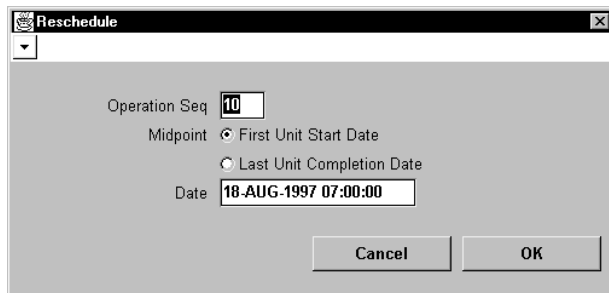 Reschedule
Operation Seq 10
Midpoint First Unit Start Date
Last Unit Completion Date
Date 18-AUG-1997 07:00:00
Cancel OK